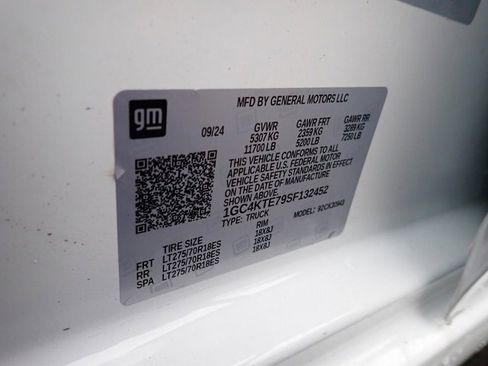 gm
MFD BY GENERAL MOTORS LLC
09/24 GVWR GAWR FRT GAWR RR
5307 KG 2359 KG 3289 KG
11700 LB 5200 LB 7250 LB
THIS VEHICLE CONFORMS TO ALL
APPLICABLE U.S. FEDERAL MOTOR
VEHICLE SAFETY STANDARDS IN EFFECT
ON THE DATE OF MANUFACTURE
SHOWN ABOVE.
1GC4KTE79SF132452
TYPE: TRUCK MODEL:
TIRE SIZE RIM
FRT LT275/70R18ES 18X8J
RR LT275/70R18ES 18X8J
SPA LT275/70R18ES 18X8J